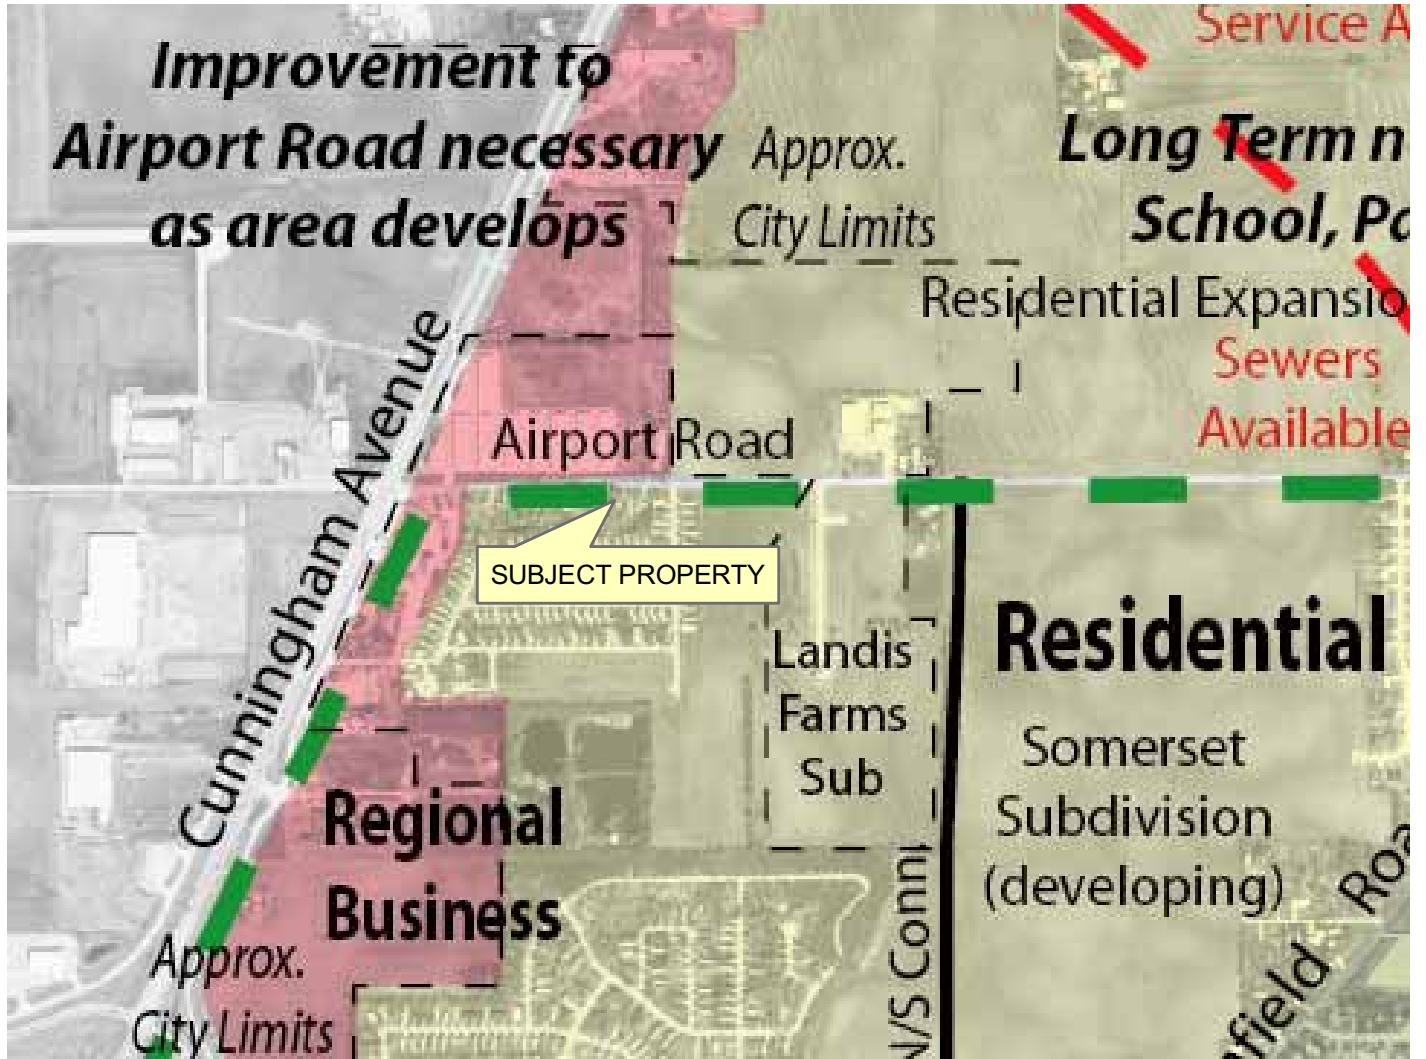 Improvement to
Airport Road necessary
as area develops
Approx.
City Limits
Service A
Long Term n
School, Pa
Residential Expansio
Sewers
Available
Cunningham Avenue
Airport Road
SUBJECT PROPERTY
Landis
Farms
Sub
Residential
Somerset
Subdivision
(developing)
Regional
Business
Approx.
City Limits
N/S Conn
nfield Roa